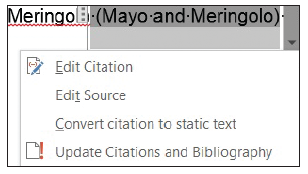 Meringo (Mayo and Meringolo)
Edit Citation
Edit Source
Convert citation to static text
Update Citations and Bibliography